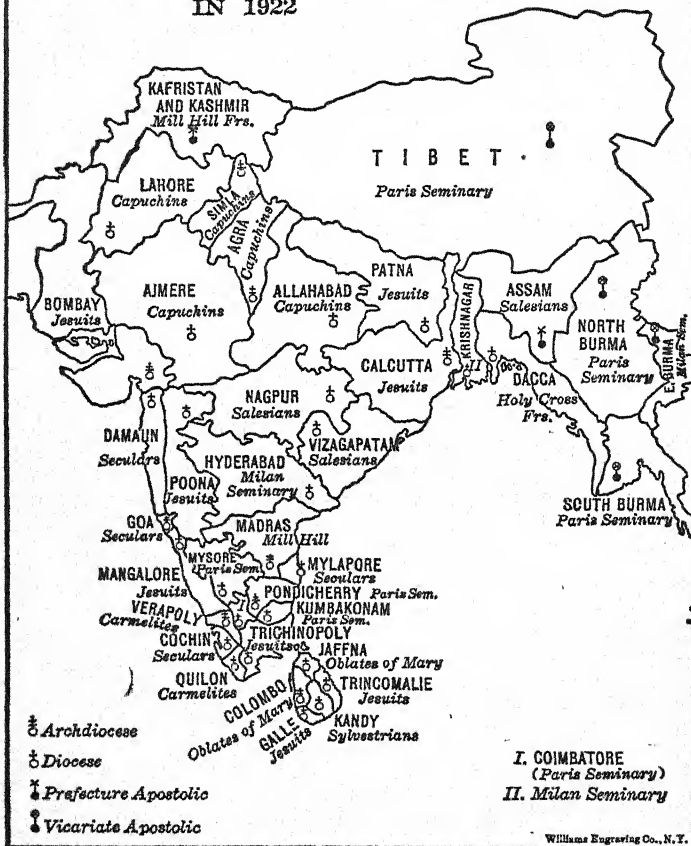 IN 1922
KAFRISTAN
AND KASHMIR
Mill Hill Frs.
TIBET
Paris Seminary
LAHORE
Capuchins
SIMLA
Capuchins
AGRA
Capuchins
PATNA
Jesuits
ASSAM
Salesians
AJMERE
Capuchins
ALLAHABAD
Capuchins
BOMBAY
Jesuits
KRISHNAGAR
II
NORTH
BURMA
Paris
Seminary
E. BURMA
Milan Sem.
CALCUTTA
Jesuits
DACCA
Holy Cross
Frs.
NAGPUR
Salesians
DAMAUN
Seculars
VIZAGAPATAM
Salesians
HYDERABAD
Milan
Seminary
POONA
Jesuits
SOUTH BURMA
Paris Seminary
GOA
Seculars
MADRAS
Mill Hill
MYSORE
Paris Sem.
MYLAPORE
Seculars
MANGALORE
Jesuits
PONDICHERRY Paris Sem.
KUMBAKONAM
Paris Sem.
VERAPOLY
Carmelites
I
COCHIN
Seculars
TRICHINOPOLY
Jesuits
JAFFNA
Oblates of Mary
QUILON
Carmelites
TRINCOMALIE
Jesuits
COLOMBO
Oblates of Mary
GALLE
Jesuits
KANDY
Sylvestrians
Archdiocese
Diocese
Prefecture Apostolic
Vicariate Apostolic
I. COIMBATORE
(Paris Seminary)
II. Milan Seminary
Williams Engraving Co., N.Y.